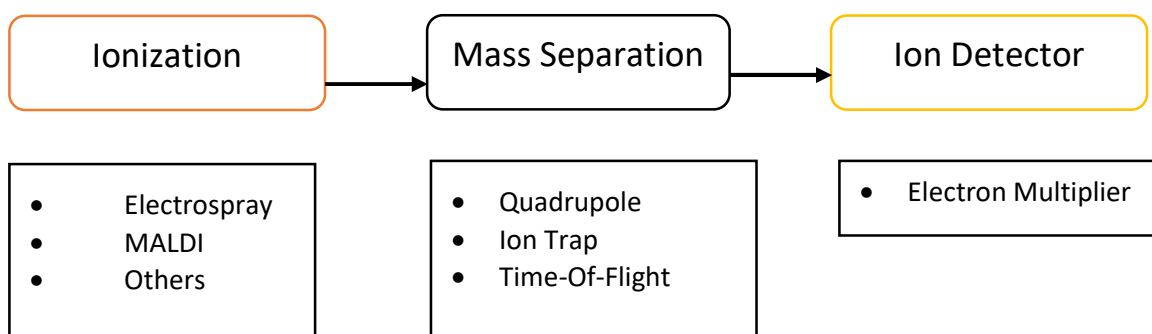 Ionization
Mass Separation
Ion Detector
• Electrospray
• MALDI
• Others
• Quadrupole
• Ion Trap
• Time-Of-Flight
• Electron Multiplier